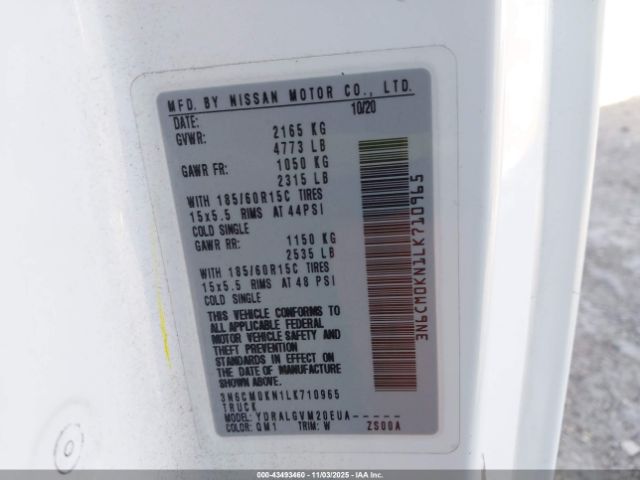 MFD. BY NISSAN MOTOR CO., LTD.
DATE: 10/20
GVWR: 2165 KG
4773 LB
GAWR FR: 1050 KG
2315 LB
WITH 185/60R15C TIRES
15x5.5 RIMS AT 44PSI
COLD SINGLE
GAWR RR: 1150 KG
2535 LB
WITH 185/60R15C TIRES
15x5.5 RIMS AT 48 PSI
COLD SINGLE
THIS VEHICLE CONFORMS TO
ALL APPLICABLE FEDERAL
MOTOR VEHICLE SAFETY AND
THEFT PREVENTION
STANDARDS IN EFFECT ON
THE DATE OF MANUFACTURE
SHOWN ABOVE.
3N6CM0KN1LK710965
TRUCK
MODEL: YDRALGVM20EUA-----
COLOR: QM1 TRIM: W ZS00A
3N6CM0KN1LK710965
000-43493460 - 11/03/2025 - IAAI.COM